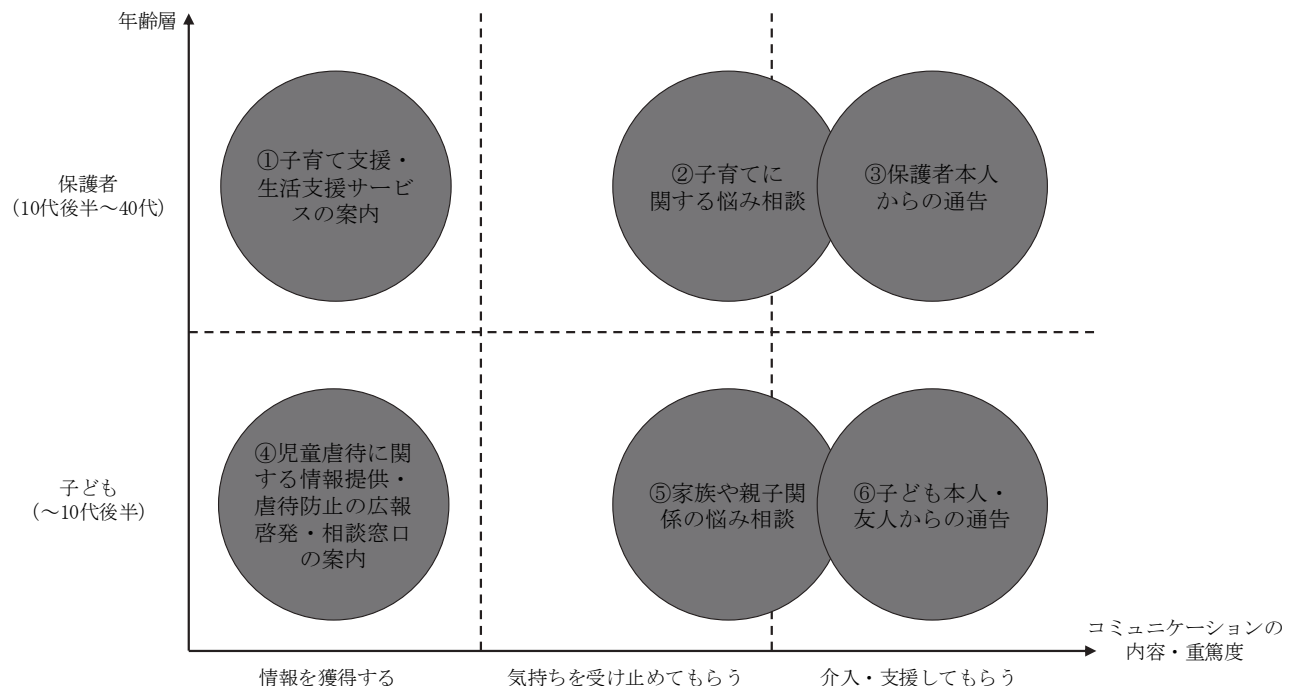 年齢層
保護者
(10代後半～40代)
①子育て支援・
生活支援サービ
スの案内
②子育てに
関する悩み相談
③保護者本人
からの通告
子ども
(～10代後半)
④児童虐待に関
する情報提供・
虐待防止の広報
啓発・相談窓口
の案内
⑤家族や親子関
係の悩み相談
⑥子ども本人・
友人からの通告
コミュニケーションの
内容・重篤度
情報を獲得する
気持ちを受け止めてもらう
介入・支援してもらう